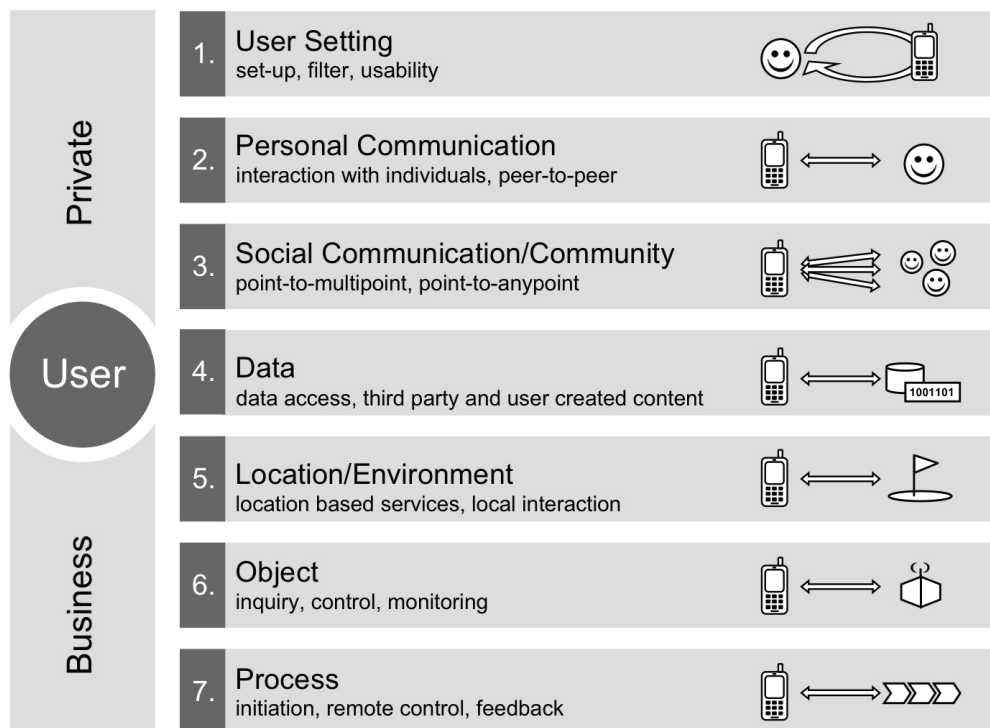 Private
User
Business
1.
User Setting
set-up, filter, usability
2.
Personal Communication
interaction with individuals, peer-to-peer
3.
Social Communication/Community
point-to-multipoint, point-to-anypoint
4.
Data
data access, third party and user created content
1001101
5.
Location/Environment
location based services, local interaction
6.
Object
inquiry, control, monitoring
7.
Process
initiation, remote control, feedback